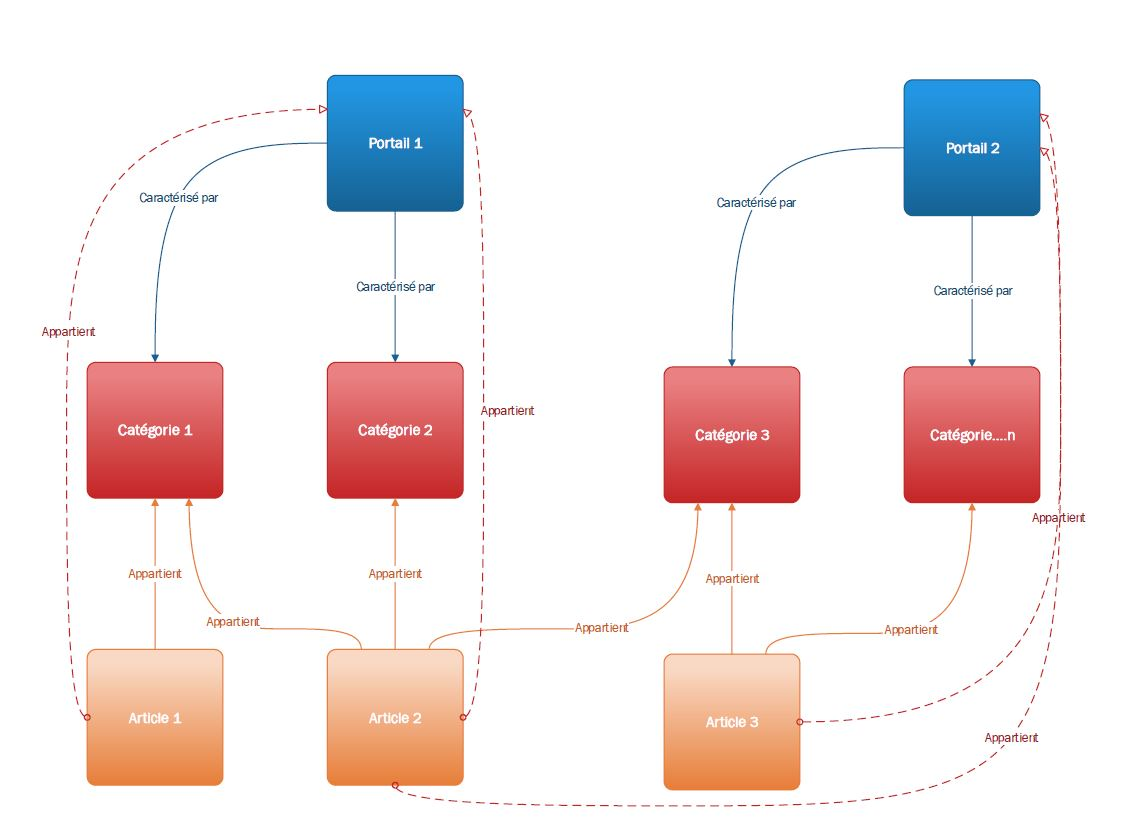 Portail 1
Portail 2
Caractérisé par
Caractérisé par
Caractérisé par
Caractérisé par
Appartient
Appartient
Catégorie 1
Catégorie 2
Catégorie 3
Catégorie....n
Appartient
Appartient
Appartient
Appartient
Appartient
Appartient
Appartient
Article 1
Article 2
Article 3
Appartient